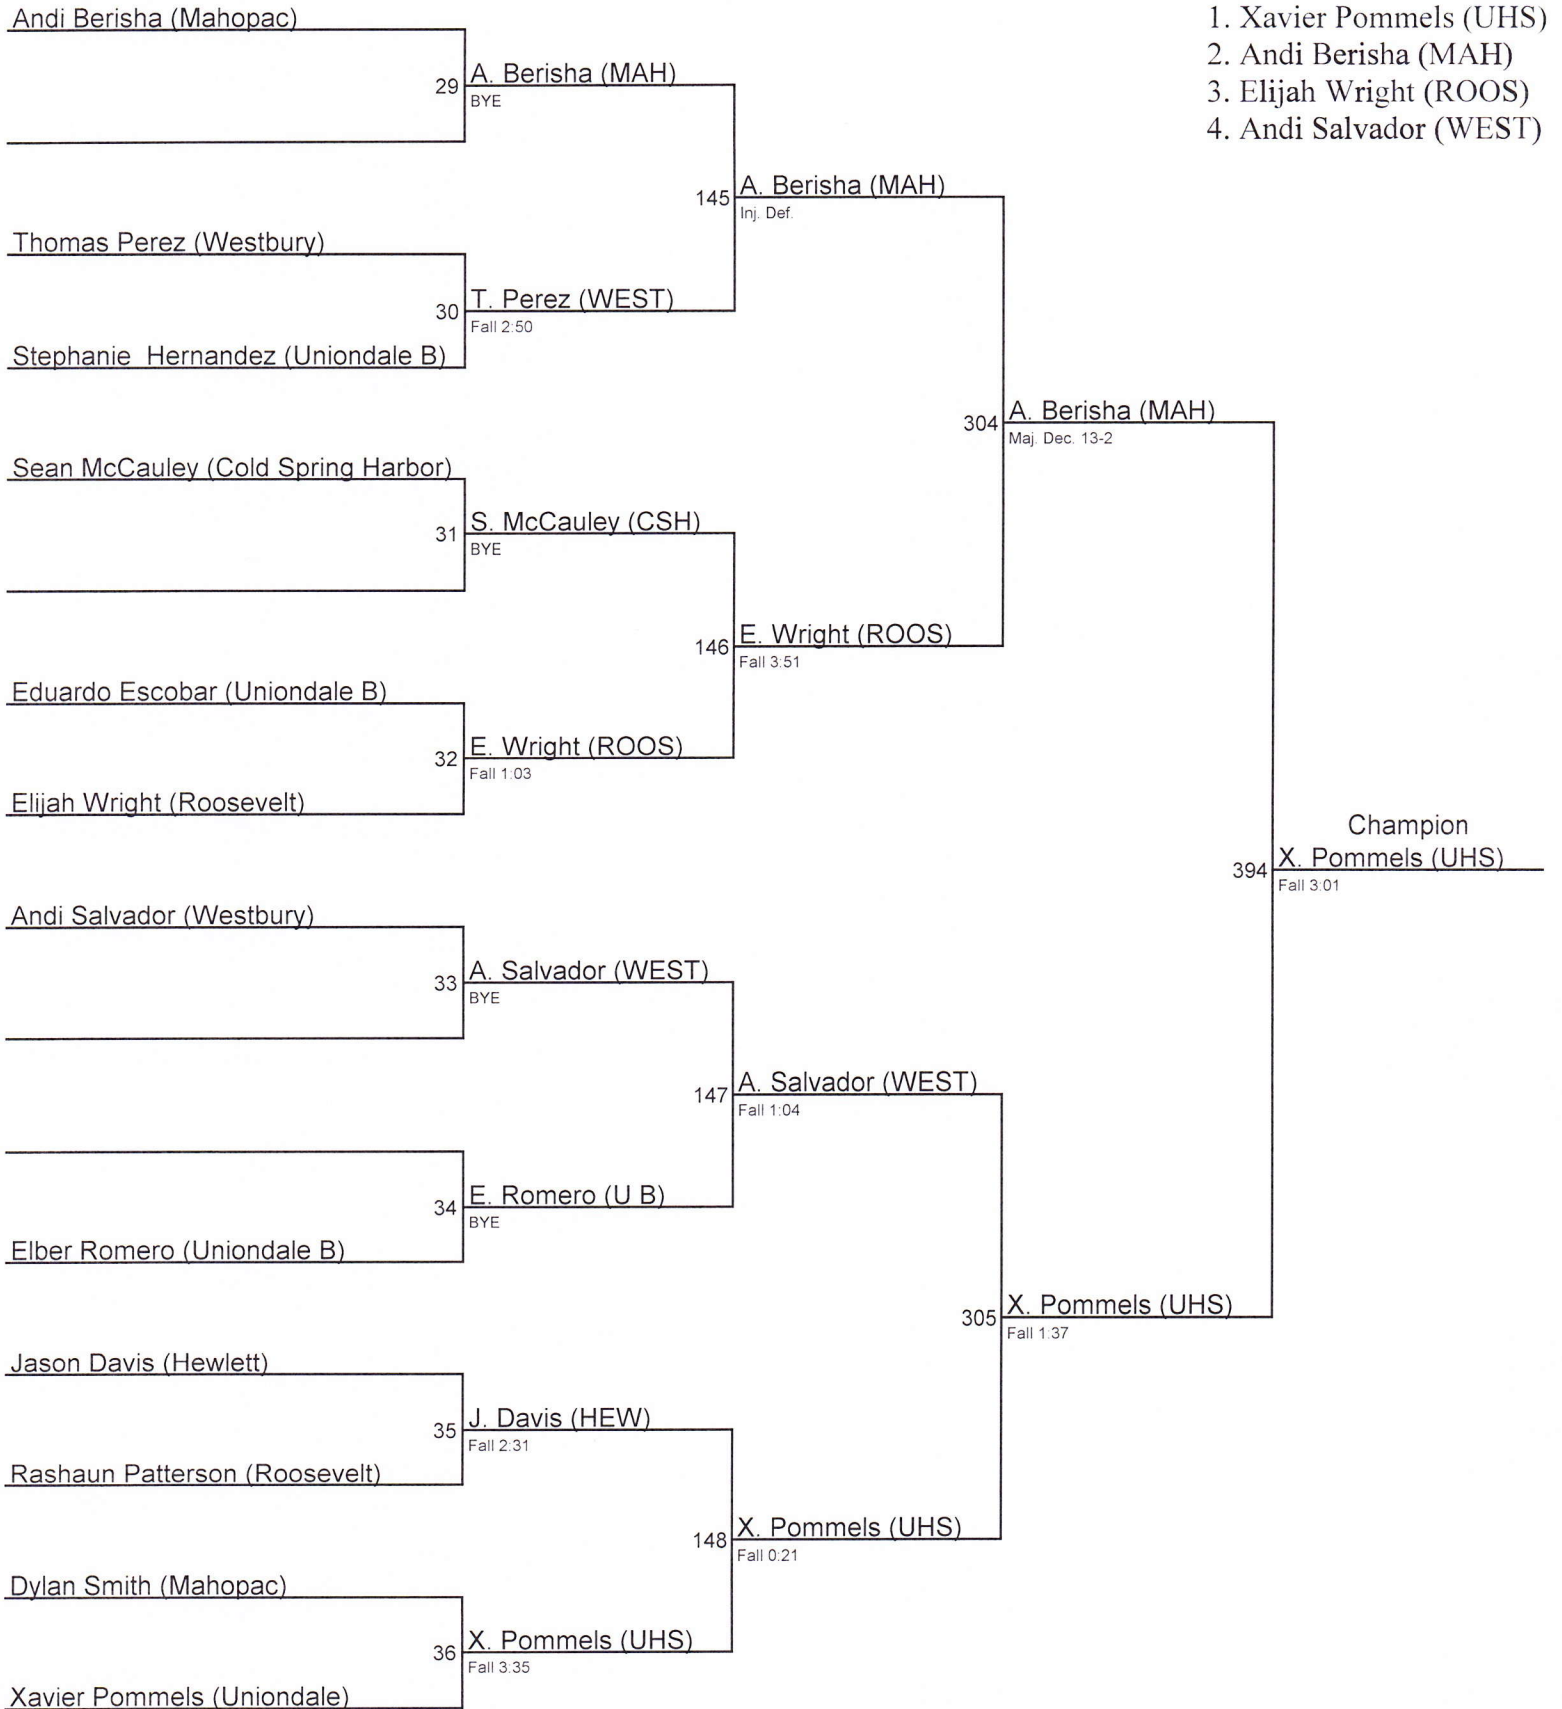 Andi Berisha (Mahopac)
29
A. Berisha (MAH)
BYE
145
A. Berisha (MAH)
Inj. Def.
Thomas Perez (Westbury)
30
T. Perez (WEST)
Fall 2:50
Stephanie  Hernandez (Uniondale B)
304
A. Berisha (MAH)
Maj. Dec. 13-2
Sean McCauley (Cold Spring Harbor)
31
S. McCauley (CSH)
BYE
146
E. Wright (ROOS)
Fall 3:51
Eduardo Escobar (Uniondale B)
32
E. Wright (ROOS)
Fall 1:03
Elijah Wright (Roosevelt)
Champion
394
X. Pommels (UHS)
Fall 3:01
Andi Salvador (Westbury)
33
A. Salvador (WEST)
BYE
147
A. Salvador (WEST)
Fall 1:04
34
E. Romero (U B)
BYE
Elber Romero (Uniondale B)
305
X. Pommels (UHS)
Fall 1:37
Jason Davis (Hewlett)
35
J. Davis (HEW)
Fall 2:31
Rashaun Patterson (Roosevelt)
148
X. Pommels (UHS)
Fall 0:21
Dylan Smith (Mahopac)
36
X. Pommels (UHS)
Fall 3:35
Xavier Pommels (Uniondale)
1. Xavier Pommels (UHS)
2. Andi Berisha (MAH)
3. Elijah Wright (ROOS)
4. Andi Salvador (WEST)